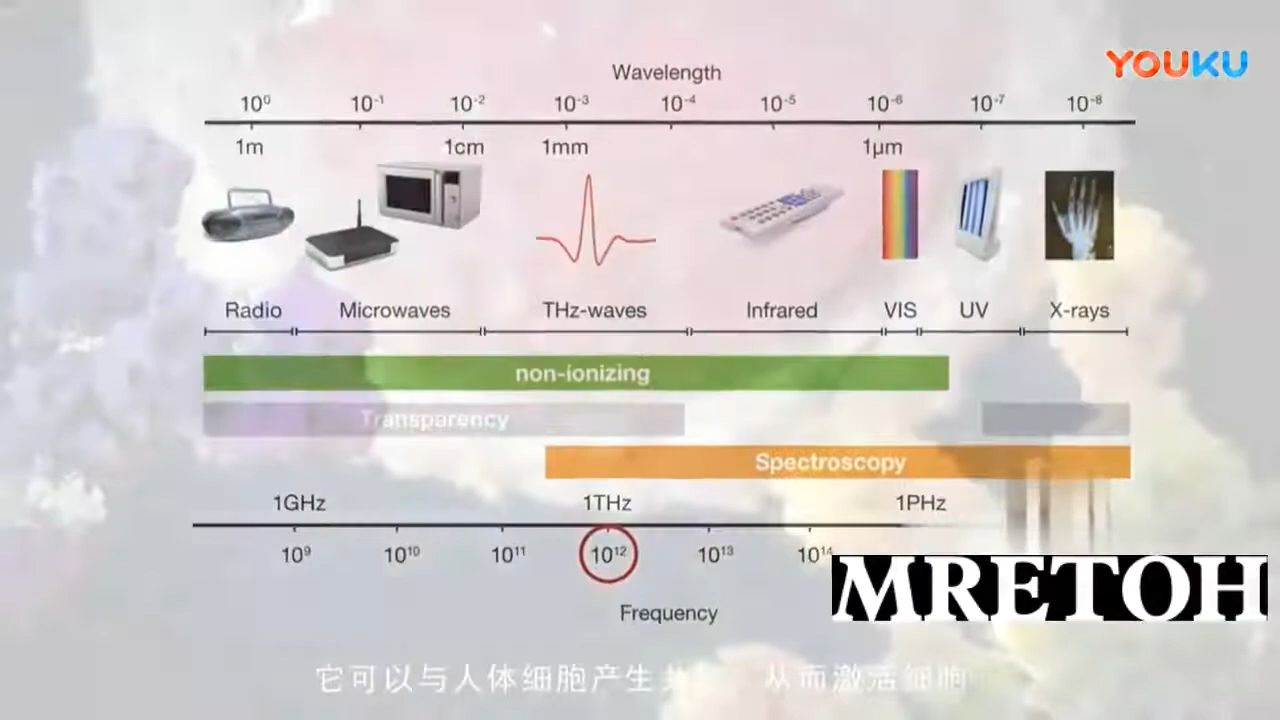 YOUKU
Wavelength
10⁰ 10⁻¹ 10⁻² 10⁻³ 10⁻⁴ 10⁻⁵ 10⁻⁶ 10⁻⁷ 10⁻⁸
1m 1cm 1mm 1µm
Radio Microwaves THz-waves Infrared VIS UV X-rays
non-ionizing
Transparency
Spectroscopy
1GHz 1THz 1PHz
10⁹ 10¹⁰ 10¹¹ 10¹² 10¹³ 10¹⁴
MRETOH
Frequency
它可以与人体细胞产生共 从而激活细胞